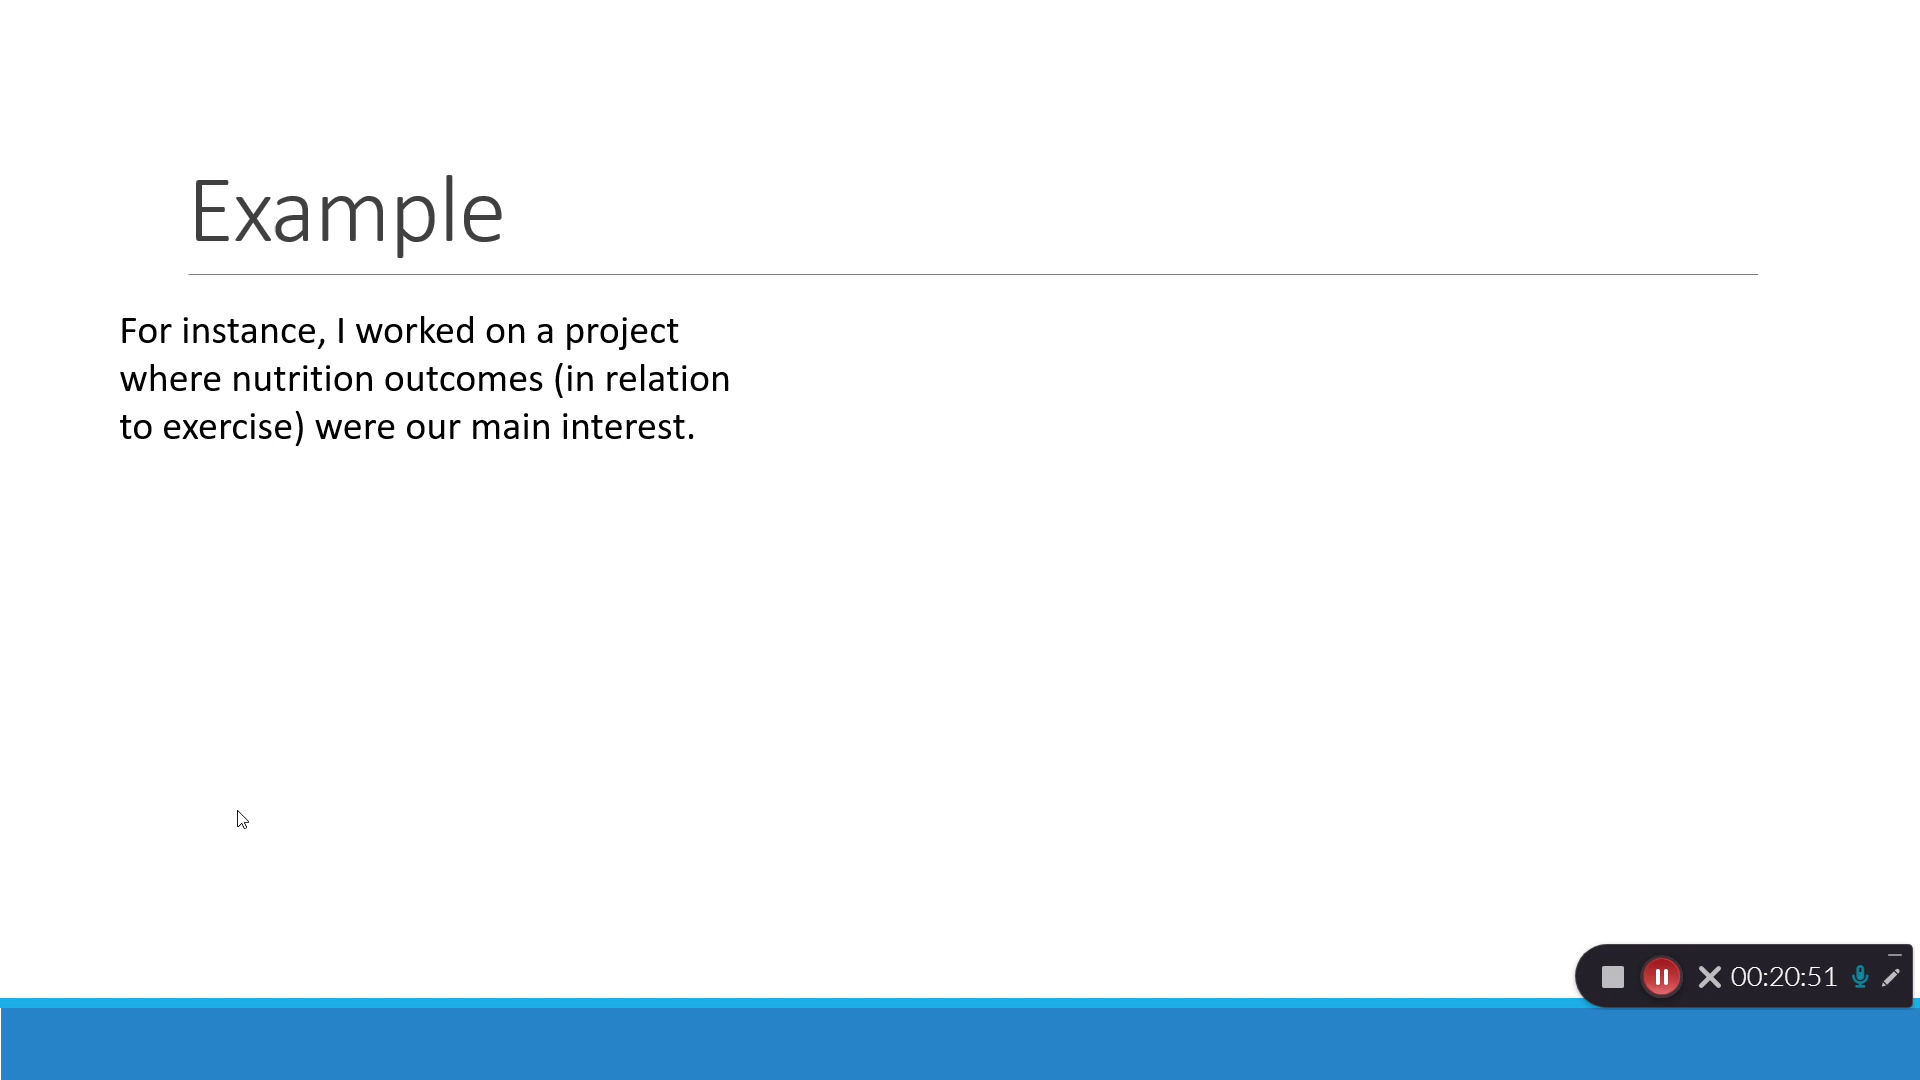 Example
For instance, I worked on a project
where nutrition outcomes (in relation
to exercise) were our main interest.
00:20:51